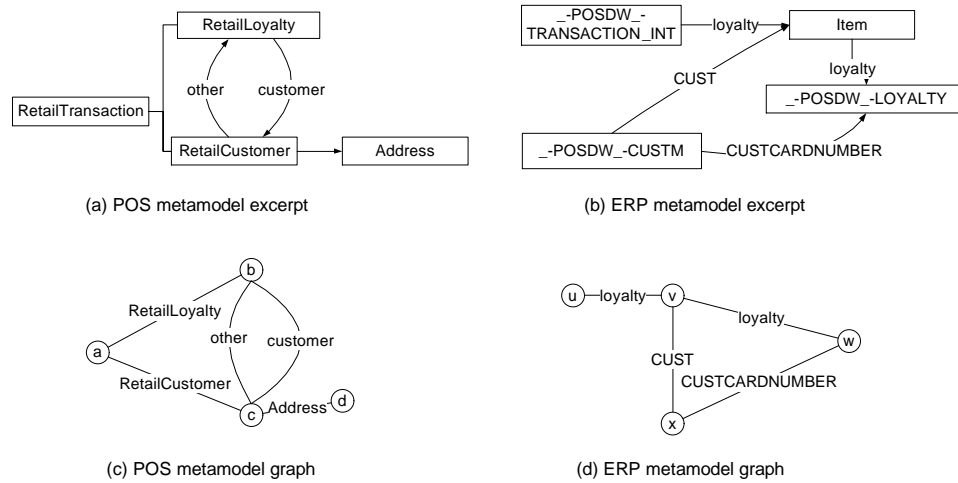 RetailLoyalty
other
customer
RetailTransaction
RetailCustomer
Address
(a) POS metamodel excerpt
_-POSDW_-
TRANSACTION_INT
loyalty
Item
CUST
loyalty
_-POSDW_-LOYALTY
_-POSDW_-CUSTM
CUSTCARDNUMBER
(b) ERP metamodel excerpt
b
RetailLoyalty
other
customer
a
RetailCustomer
Address
d
c
(c) POS metamodel graph
u
loyalty
v
loyalty
w
CUST
CUSTCARDNUMBER
x
(d) ERP metamodel graph